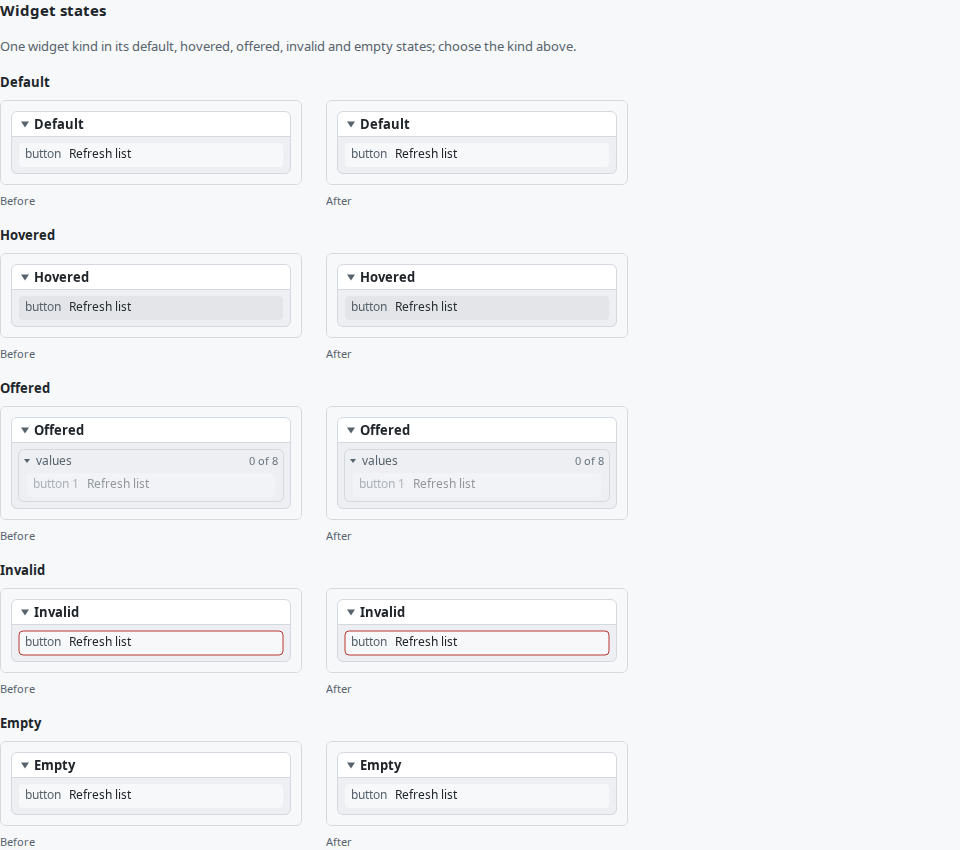 Widget states
One widget kind in its default, hovered, offered, invalid and empty states; choose the kind above.
Default
Default Default
button Refresh list button Refresh list
Before After
Hovered
Hovered Hovered
button Refresh list button Refresh list
Before After
Offered
Offered Offered
values 0 of 8 values 0 of 8
button 1 Refresh list button 1 Refresh list
Before After
Invalid
Invalid Invalid
button Refresh list button Refresh list
Before After
Empty
Empty Empty
button Refresh list button Refresh list
Before After